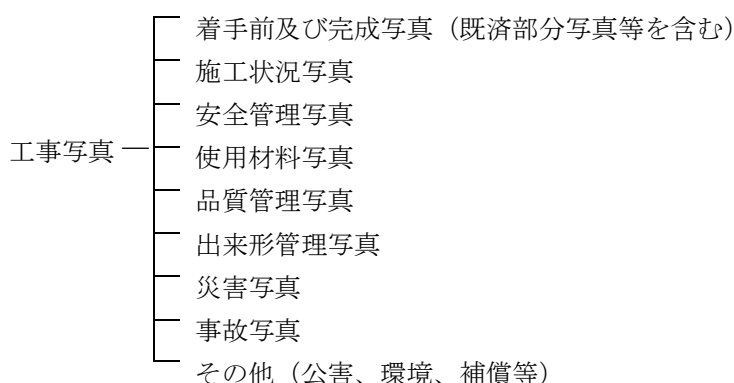 着手前及び完成写真（既済部分写真等を含む）
施工状況写真
安全管理写真
工事写真
使用材料写真
品質管理写真
出来形管理写真
災害写真
事故写真
その他（公害、環境、補償等）